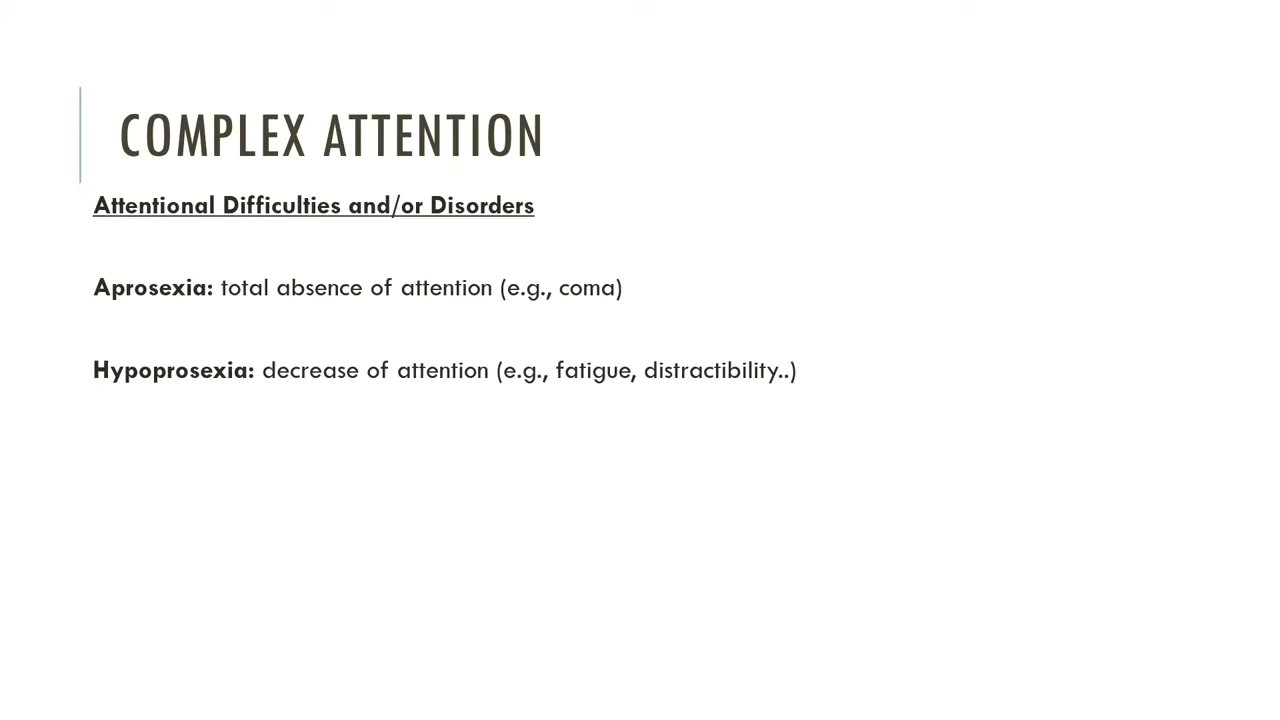 COMPLEX ATTENTION
Attentional Difficulties and/or Disorders
Aprosexia: total absence of attention (e.g., coma)
Hypoprosexia: decrease of attention (e.g., fatigue, distractibility..)